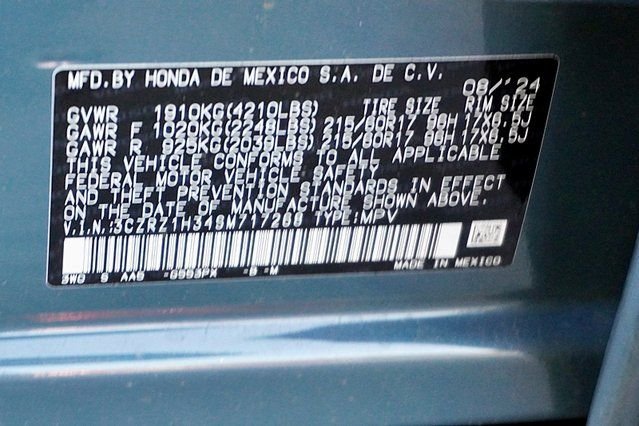 MFD.BY HONDA DE MEXICO S.A. DE C.V. 08/'24
GVWR 1910KG(4210LBS) TIRE SIZE RIM SIZE
GAWR F 1020KG(2248LBS) 215/60R17 96H 17X6.5J
GAWR R 925KG(2039LBS) 215/60R17 96H 17X6.5J
THIS VEHICLE CONFORMS TO ALL APPLICABLE
FEDERAL MOTOR VEHICLE SAFETY
AND THEFT PREVENTION STANDARDS IN EFFECT
ON THE DATE OF MANUFACTURE SHOWN ABOVE.
V.I.N.: TYPE:MPV
MADE IN MEXICO